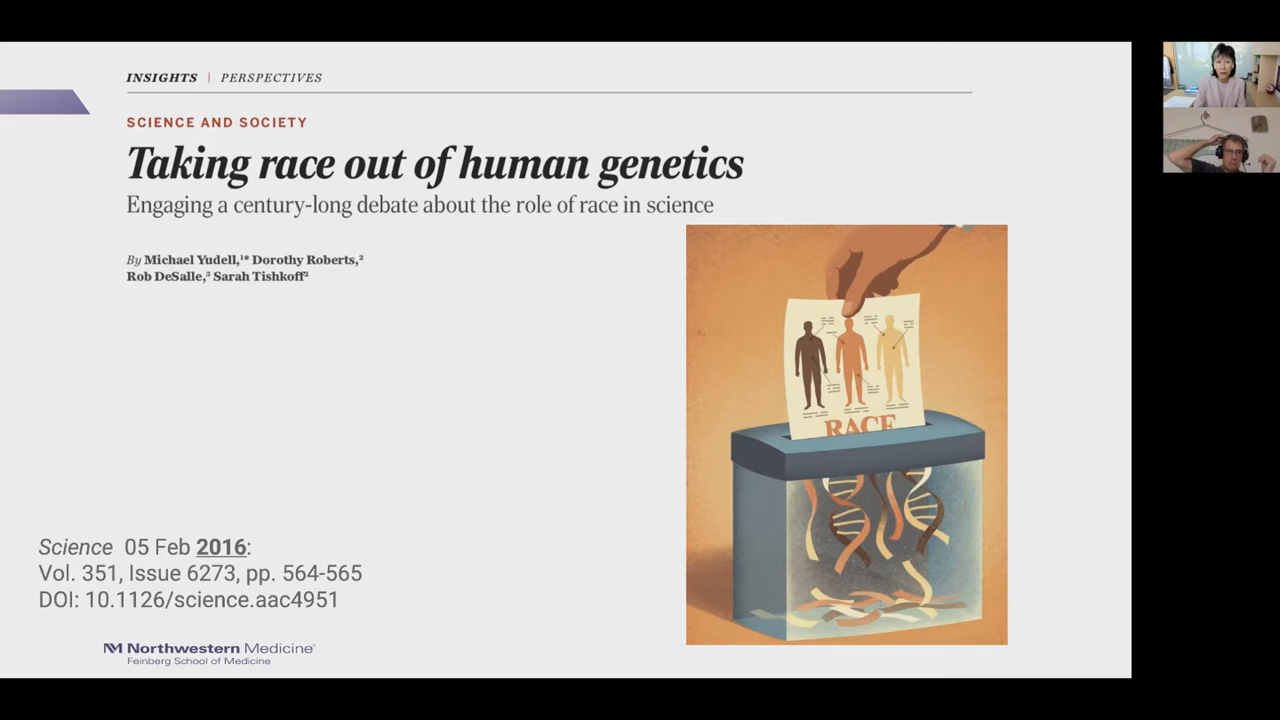 INSIGHTS | PERSPECTIVES
SCIENCE AND SOCIETY
Taking race out of human genetics
Engaging a century-long debate about the role of race in science
By Michael Yudell,¹* Dorothy Roberts,²
Rob DeSalle,³ Sarah Tishkoff²
RACE
Science 05 Feb 2016:
Vol. 351, Issue 6273, pp. 564-565
DOI: 10.1126/science.aac4951
Northwestern Medicine®
Feinberg School of Medicine